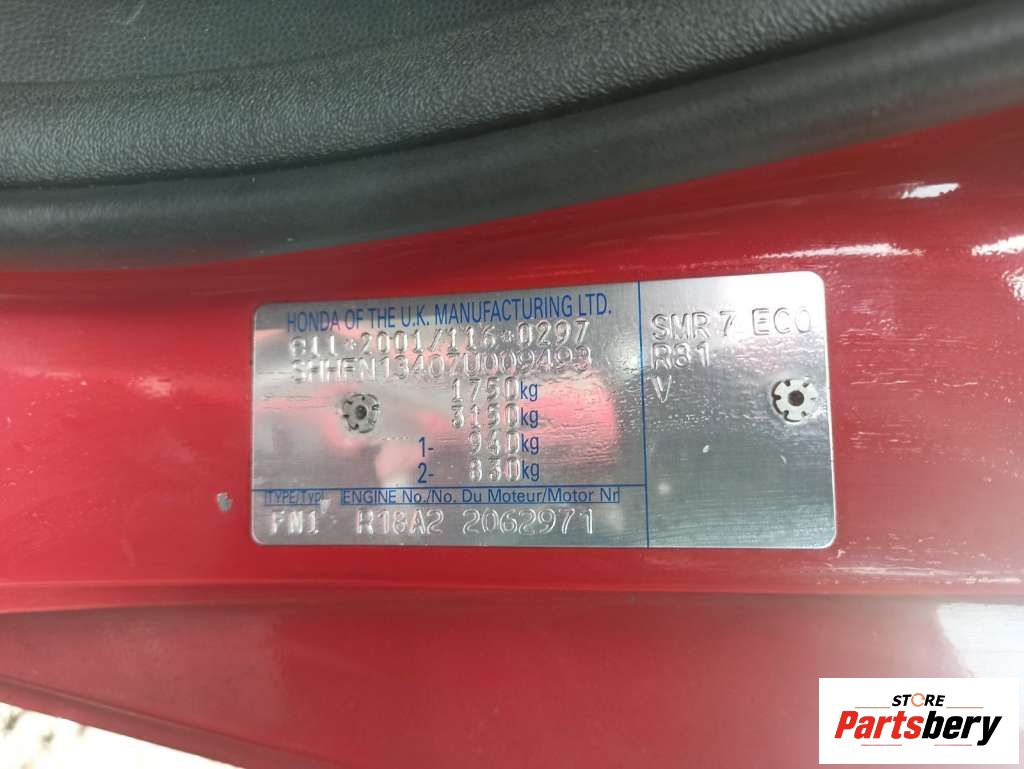 HONDA OF THE U.K. MANUFACTURING LTD.
e11*2001/116*0297
SHHFN13407U009493
1750kg
3150kg
1- 940kg
2- 830kg
TYPE/Typ ENGINE No./No. Du Moteur/Motor Nr
FN1 R18A2 2062971
SMR 7 ECO
R81
V
STORE
Partsbery